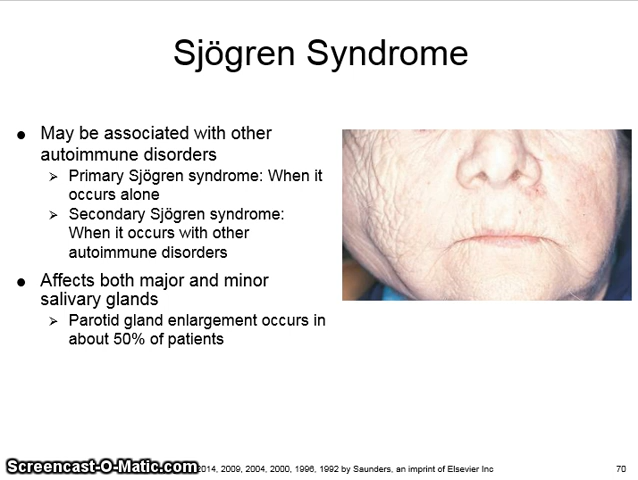 Sjögren Syndrome
● May be associated with other
autoimmune disorders
➢ Primary Sjögren syndrome: When it
occurs alone
➢ Secondary Sjögren syndrome:
When it occurs with other
autoimmune disorders
● Affects both major and minor
salivary glands
➢ Parotid gland enlargement occurs in
about 50% of patients
Screencast-O-Matic.com 2014, 2009, 2004, 2000, 1996, 1992 by Saunders, an imprint of Elsevier Inc 70